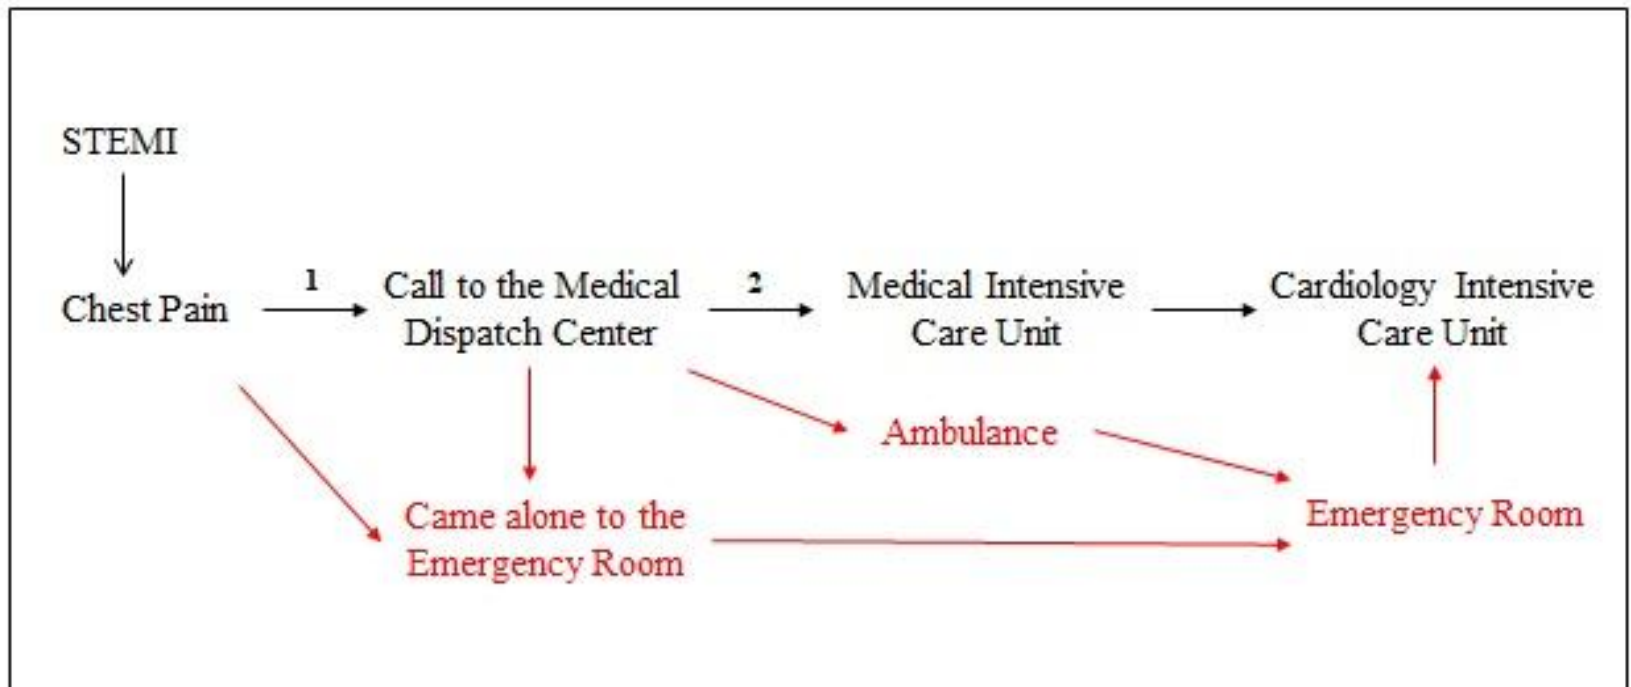 STEMI
Chest Pain
1
Call to the Medical
Dispatch Center
2
Medical Intensive
Care Unit
Cardiology Intensive
Care Unit
Ambulance
Came alone to the
Emergency Room
Emergency Room